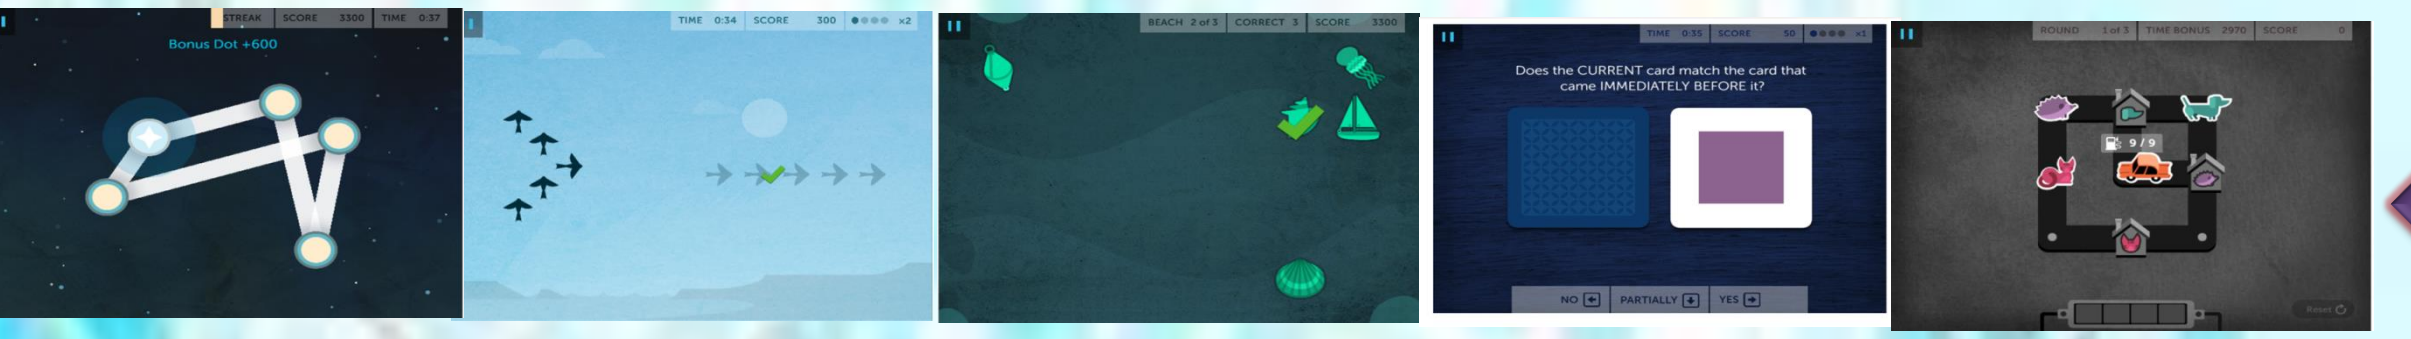 STREAK SCORE 3300 TIME 0:37
Bonus Dot +600
TIME 0:34 SCORE 300 x2
BEACH 2 of 3 CORRECT 3 SCORE 3300
TIME 0:35 SCORE 50 x1
Does the CURRENT card match the card that
came IMMEDIATELY BEFORE it?
NO PARTIALLY YES
ROUND 1 of 3 TIME BONUS 2970 SCORE 0
9 / 9
Reset